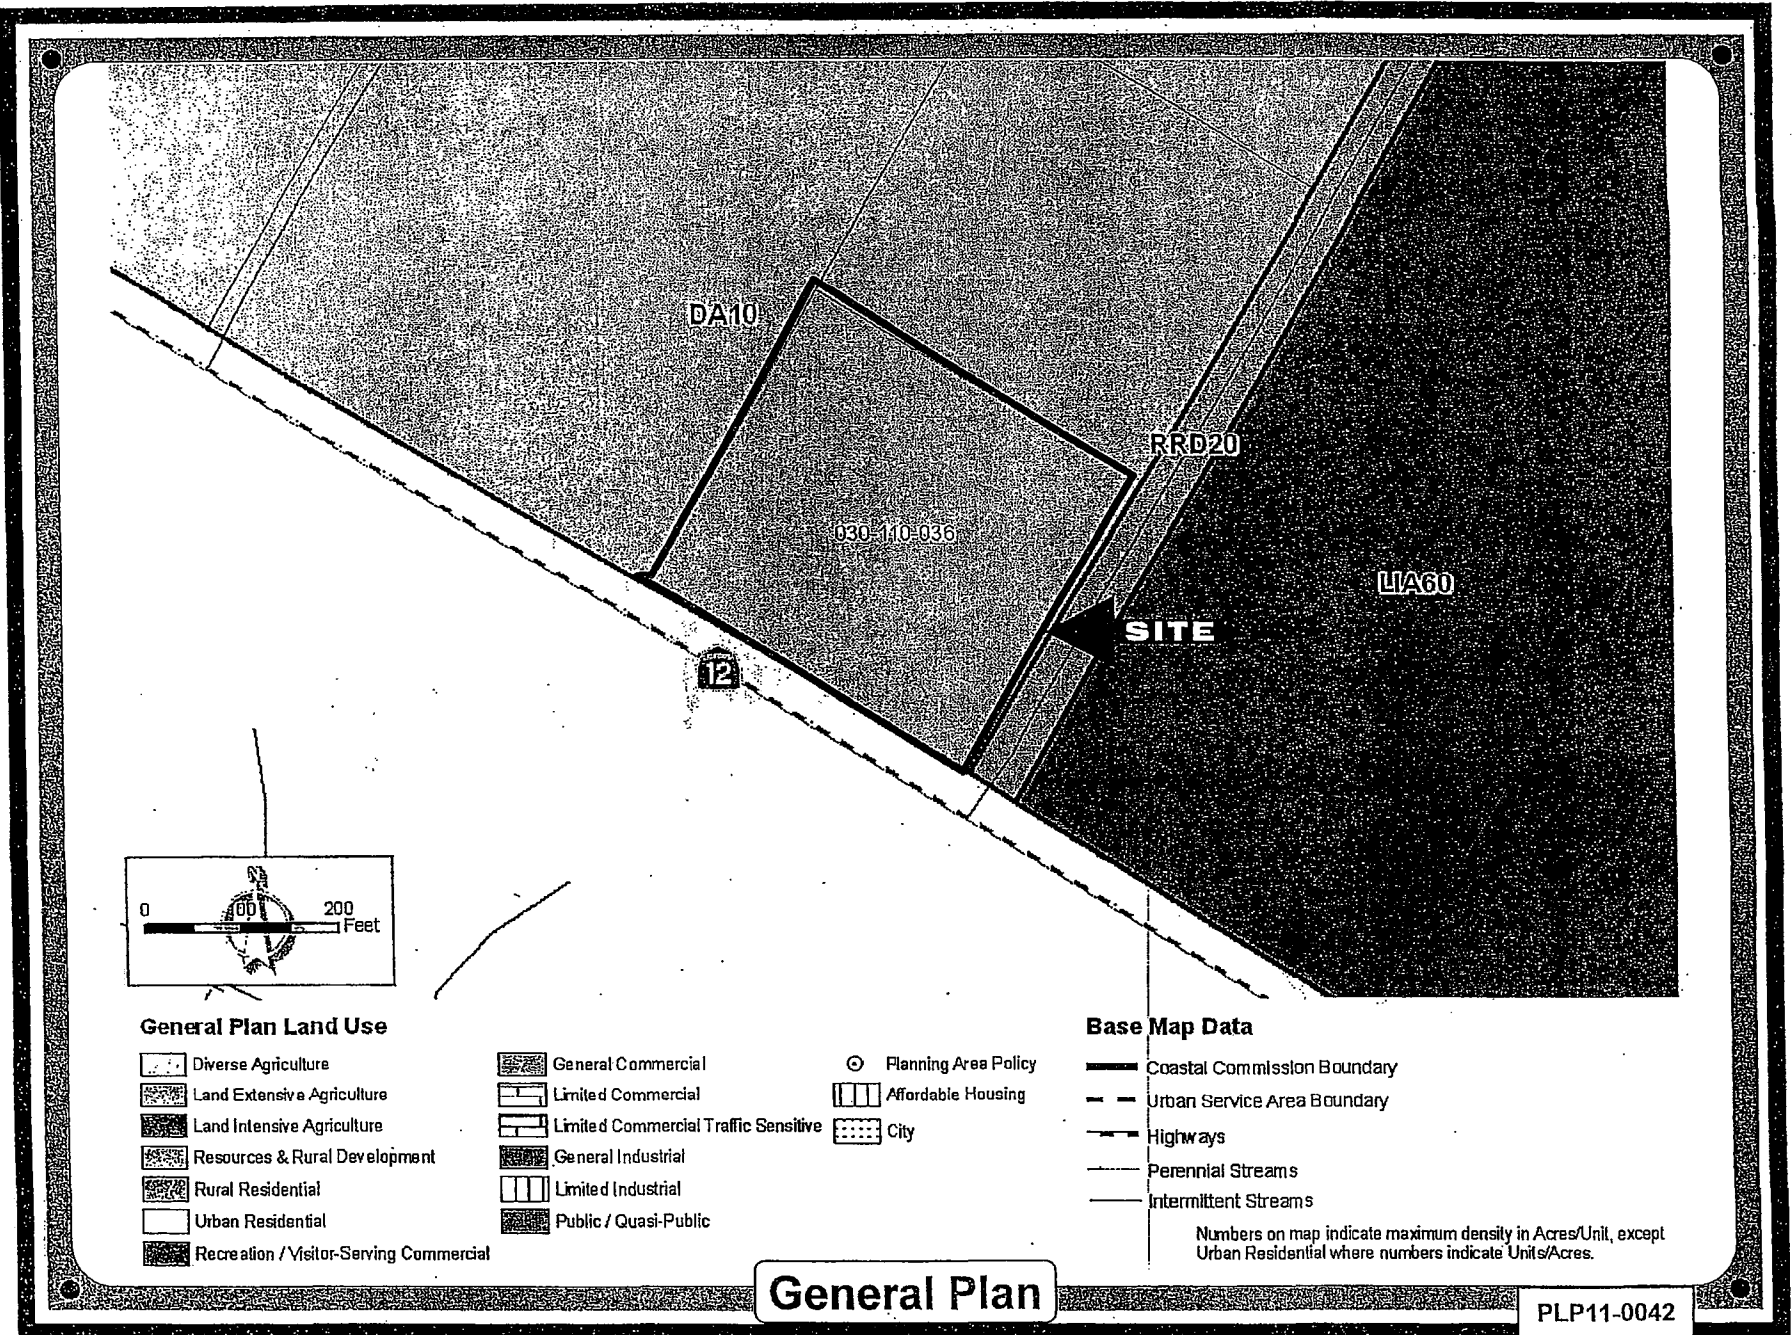 DA10
RRD20
030-110-036
LIA60
SITE
12
N
0 200
Feet
General Plan Land Use
Diverse Agriculture
Land Extensive Agriculture
Land Intensive Agriculture
Resources & Rural Development
Rural Residential
Urban Residential
Recreation / Visitor-Serving Commercial
General Commercial
Limited Commercial
Limited Commercial Traffic Sensitive
General Industrial
Limited Industrial
Public / Quasi-Public
Planning Area Policy
Affordable Housing
City
Base Map Data
Coastal Commission Boundary
Urban Service Area Boundary
Highways
Perennial Streams
Intermittent Streams
Numbers on map indicate maximum density in Acres/Unit, except
Urban Residential where numbers indicate Units/Acres.
General Plan
PLP11-0042